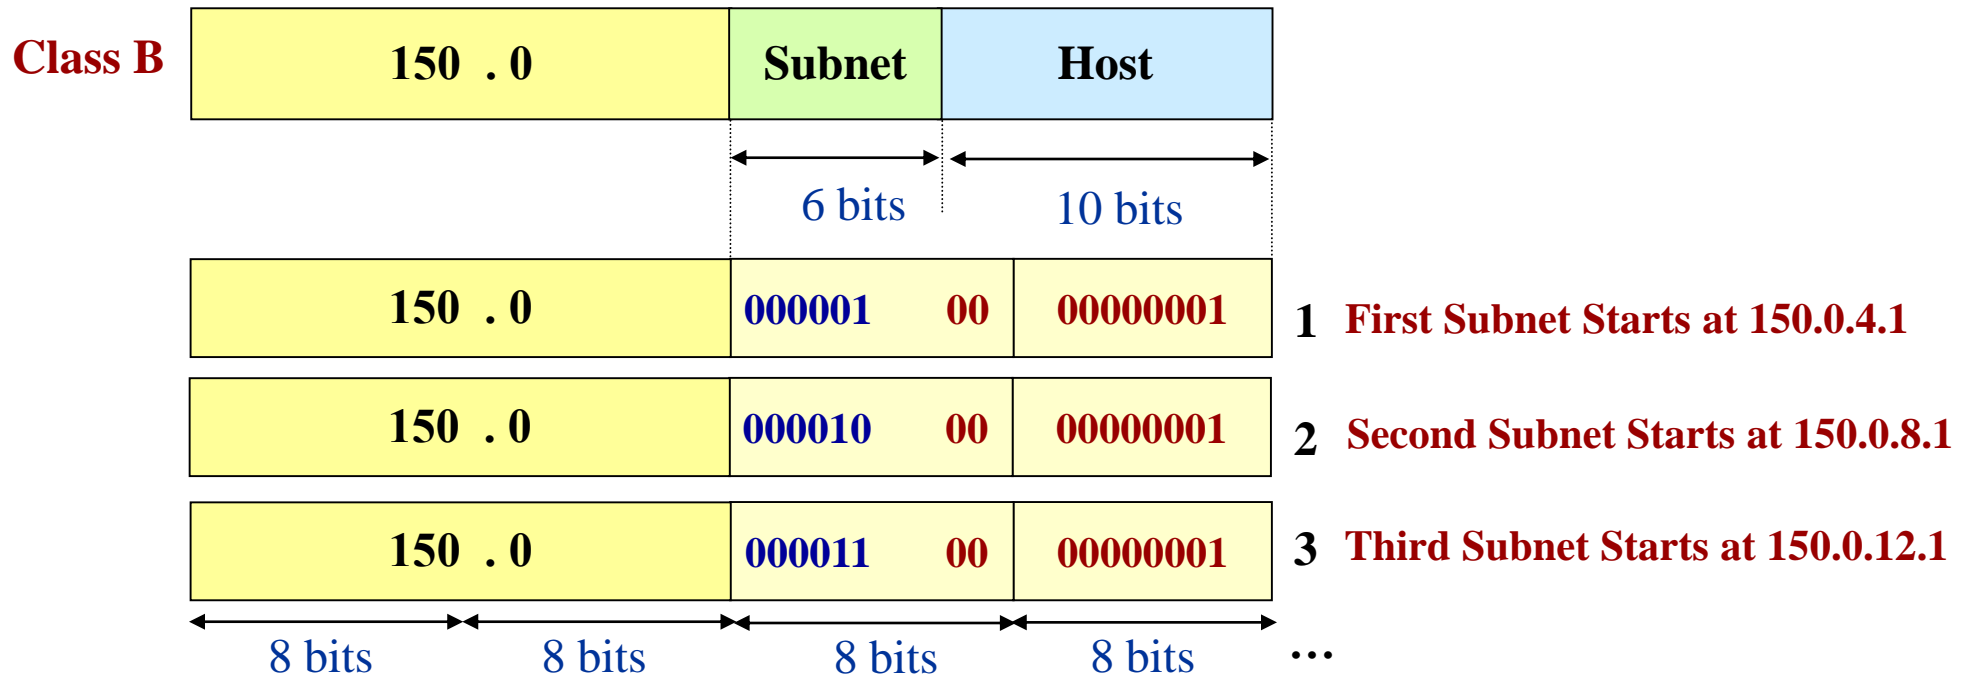 Class B 150 . 0 Subnet Host
6 bits 10 bits
150 . 0 000001 00 00000001 1 First Subnet Starts at 150.0.4.1
150 . 0 000010 00 00000001 2 Second Subnet Starts at 150.0.8.1
150 . 0 000011 00 00000001 3 Third Subnet Starts at 150.0.12.1
8 bits 8 bits 8 bits 8 bits ...